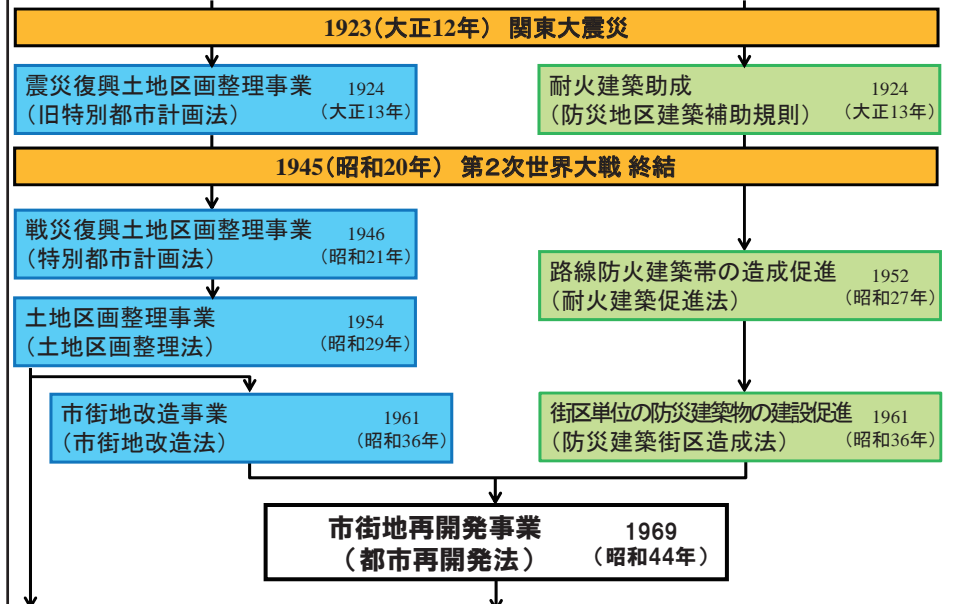 1923(大正12年) 関東大震災
震災復興土地区画整理事業 1924
(旧特別都市計画法) (大正13年)
耐火建築助成 1924
(防災地区建築補助規則) (大正13年)
1945(昭和20年) 第2次世界大戦 終結
戦災復興土地区画整理事業 1946
(特別都市計画法) (昭和21年)
路線防火建築帯の造成促進 1952
(耐火建築促進法) (昭和27年)
土地区画整理事業 1954
(土地区画整理法) (昭和29年)
市街地改造事業 1961
(市街地改造法) (昭和36年)
街区単位の防災建築物の建設促進 1961
(防災建築街区造成法) (昭和36年)
市街地再開発事業 1969
(都市再開発法) (昭和44年)